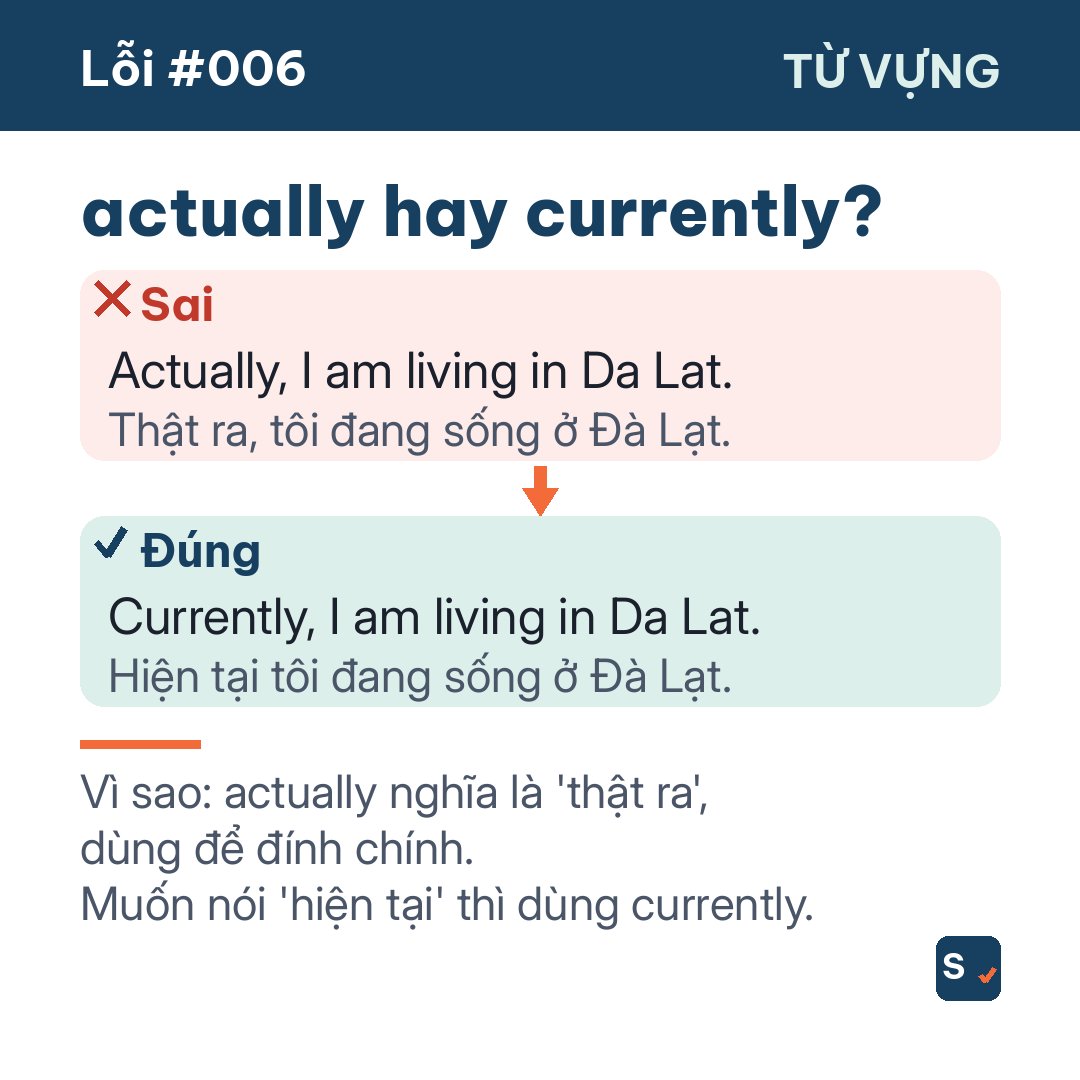 Lỗi #006
TỪ VỰNG
actually hay currently?
Sai
Actually, I am living in Da Lat.
Thật ra, tôi đang sống ở Đà Lạt.
Đúng
Currently, I am living in Da Lat.
Hiện tại tôi đang sống ở Đà Lạt.
Vì sao: actually nghĩa là 'thật ra',
dùng để đính chính.
Muốn nói 'hiện tại' thì dùng currently.
S